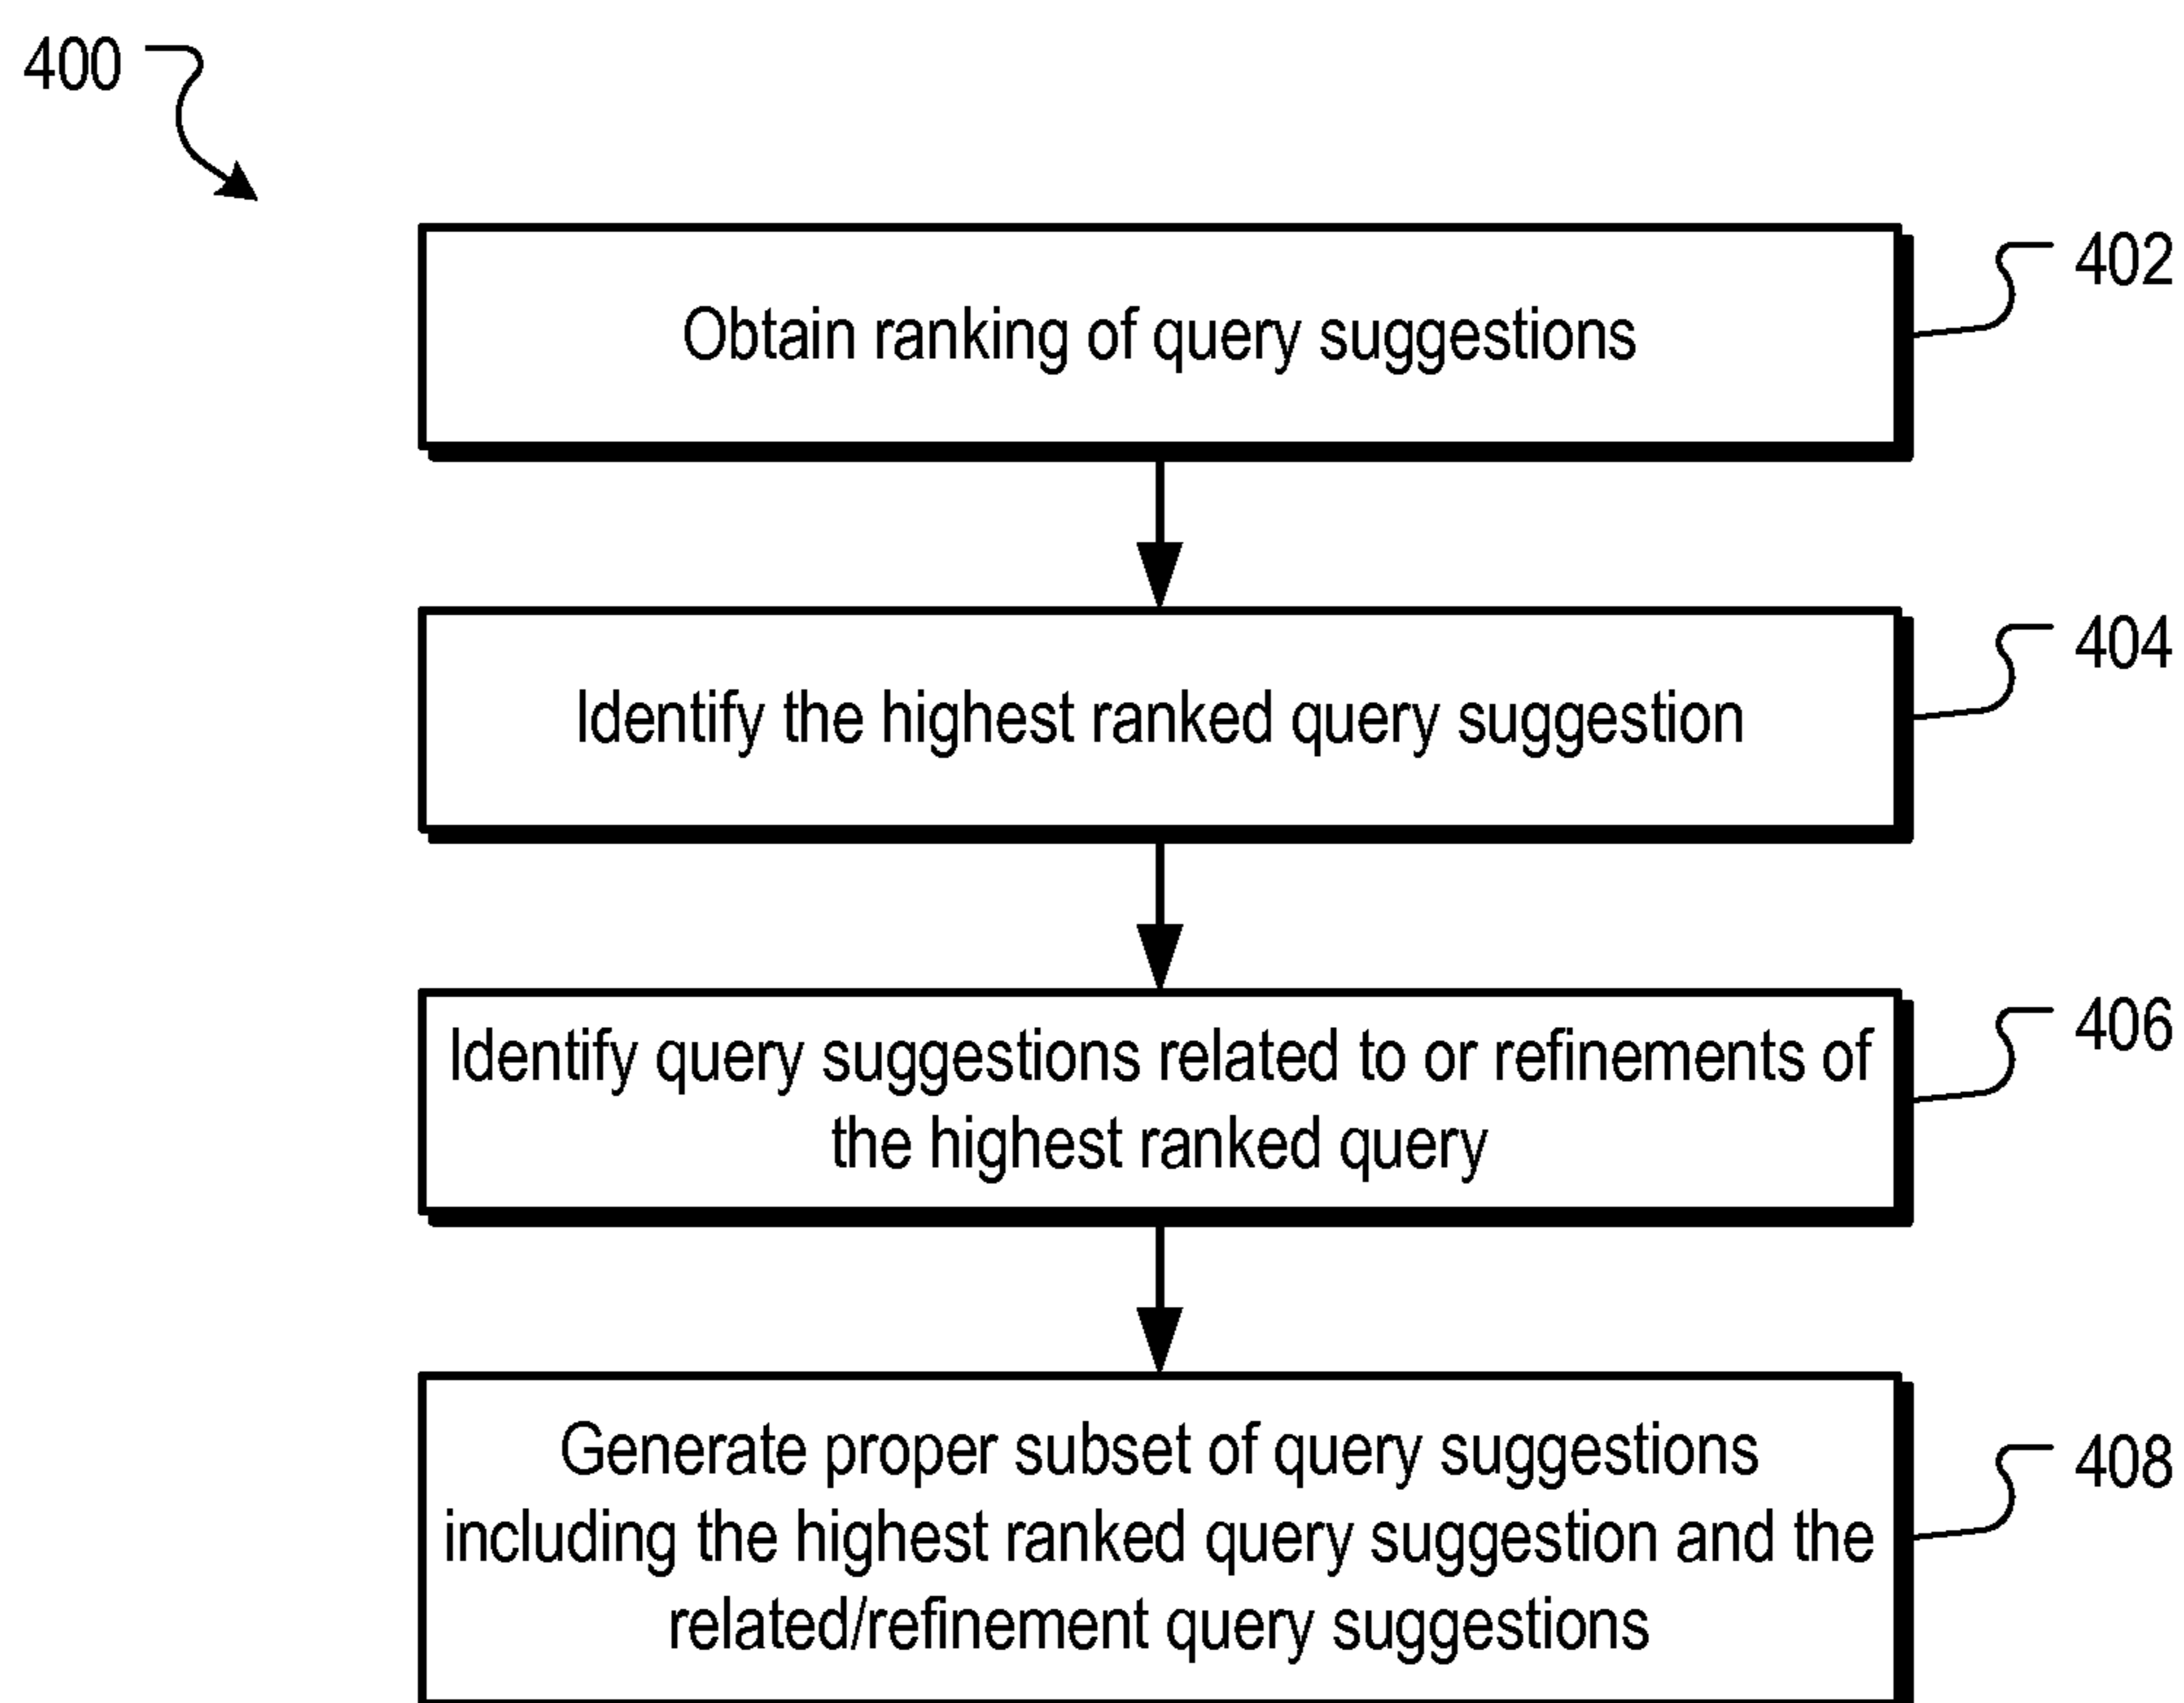 400
402
Obtain ranking of query suggestions
404
Identify the highest ranked query suggestion
406
Identify query suggestions related to or refinements of
the highest ranked query
408
Generate proper subset of query suggestions
including the highest ranked query suggestion and the
related/refinement query suggestions